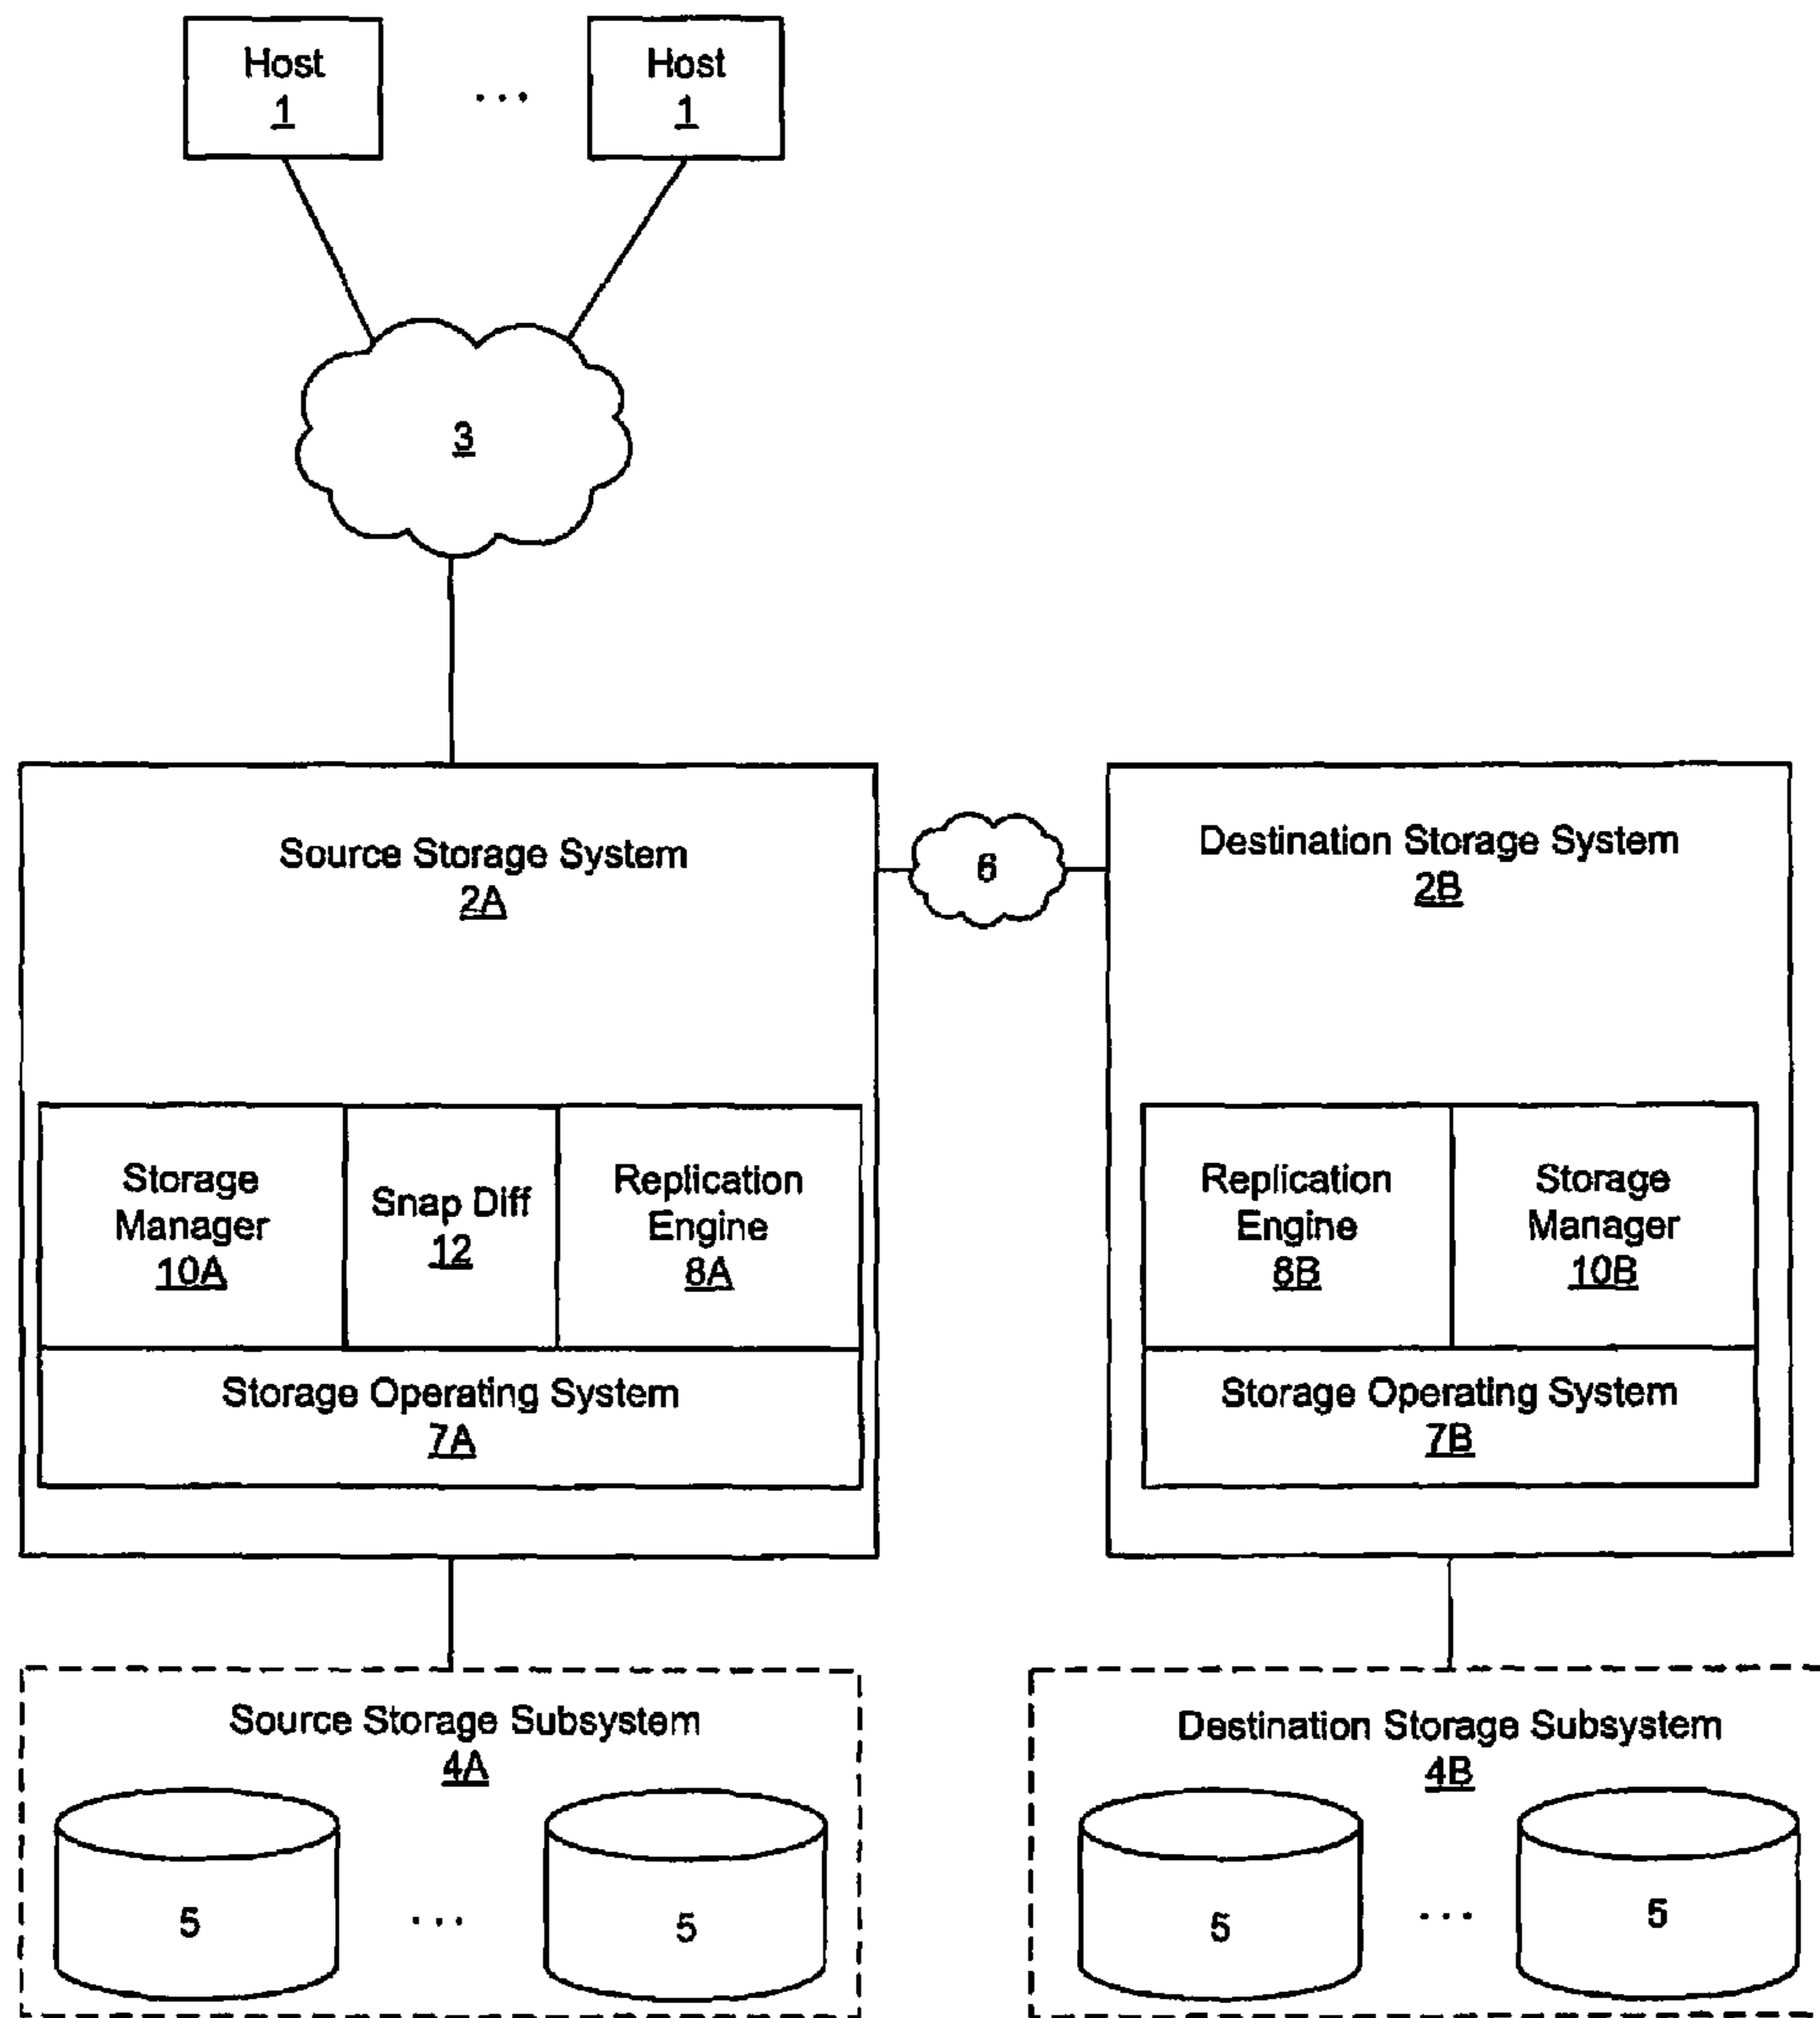 Host
1
...
Host
1
3
Source Storage System
2A
6
Destination Storage System
2B
Storage
Manager
10A
Snap Diff
12
Replication
Engine
8A
Storage Operating System
7A
Replication
Engine
8B
Storage
Manager
10B
Storage Operating System
7B
Source Storage Subsystem
4A
5
...
5
Destination Storage Subsystem
4B
5
...
5